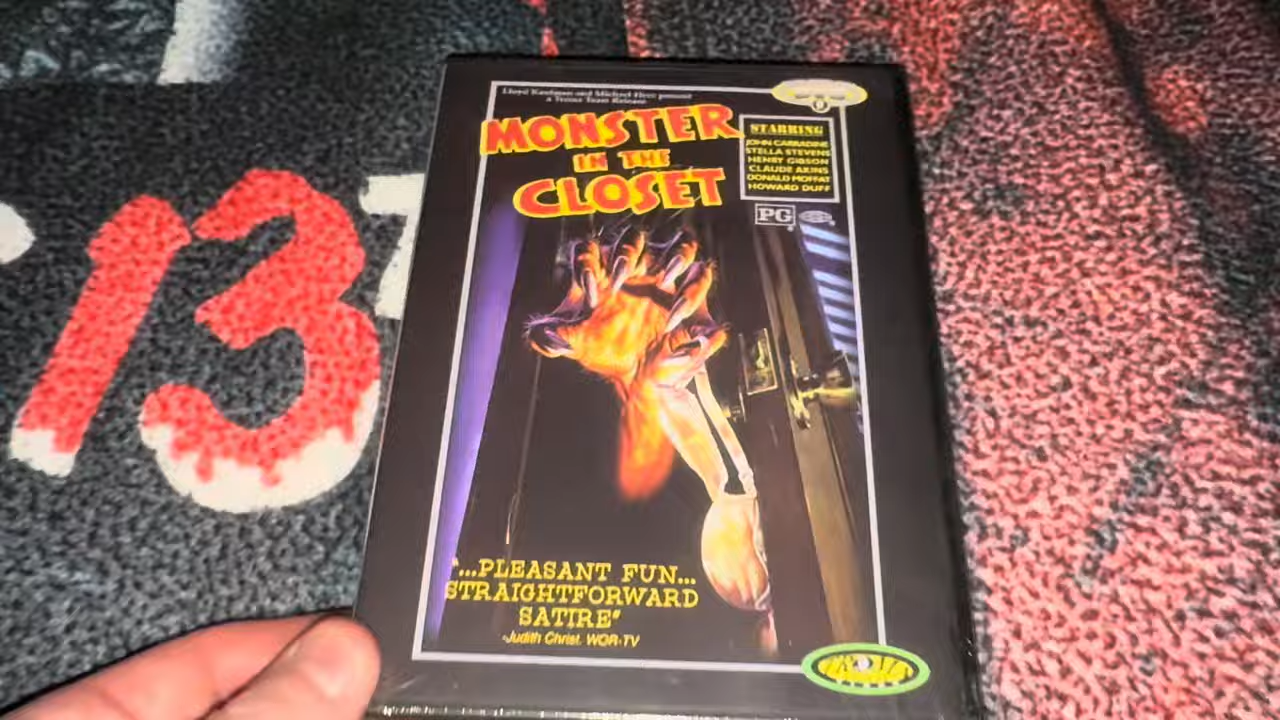 Lloyd Kaufman and Michael Herz present
a Troma Team Release
MONSTER
IN THE
CLOSET
STARRING
JOHN CARRADINE
STELLA STEVENS
HENRY GIBSON
CLAUDE AKINS
DONALD MOFFAT
HOWARD DUFF
PG
13
"...PLEASANT FUN...
STRAIGHTFORWARD
SATIRE"
-Judith Christ, WOR-TV